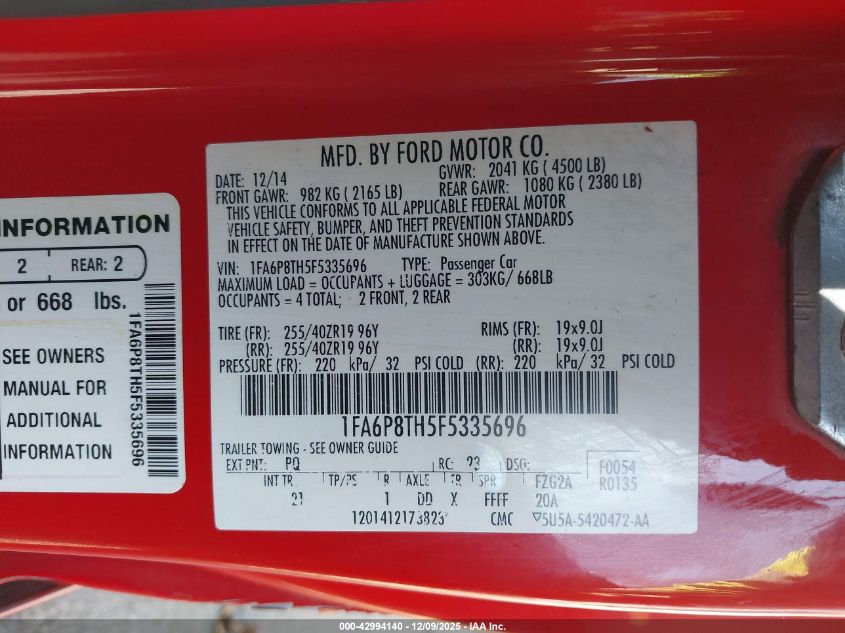 INFORMATION
2 REAR: 2
or 668 lbs.
SEE OWNERS
MANUAL FOR
ADDITIONAL
INFORMATION
1FA6P8TH5F5335696
MFD. BY FORD MOTOR CO.
DATE: 12/14 GVWR: 2041 KG ( 4500 LB)
FRONT GAWR: 982 KG ( 2165 LB) REAR GAWR: 1080 KG ( 2380 LB)
THIS VEHICLE CONFORMS TO ALL APPLICABLE FEDERAL MOTOR
VEHICLE SAFETY, BUMPER, AND THEFT PREVENTION STANDARDS
IN EFFECT ON THE DATE OF MANUFACTURE SHOWN ABOVE.
VIN: 1FA6P8TH5F5335696 TYPE: Passenger Car
MAXIMUM LOAD = OCCUPANTS + LUGGAGE = 303KG/ 668LB
OCCUPANTS = 4 TOTAL; 2 FRONT, 2 REAR
TIRE (FR): 255/40ZR19 96Y RIMS (FR): 19x9.0J
(RR): 255/40ZR19 96Y (RR): 19x9.0J
PRESSURE (FR): 220 kPa/ 32 PSI COLD (RR): 220 kPa/ 32 PSI COLD
1FA6P8TH5F5335696
TRAILER TOWING - SEE OWNER GUIDE
EXT PNT: PQ RC: 93 DSO: F0054
INT TR TP/PS R AXLE TR SPR FZG2A R0135
21 1 DD X FFFF 20A
1201412173823 CMC 5U5A-5420472-AA
000-42994140 - 12/09/2025 - IAA Inc.